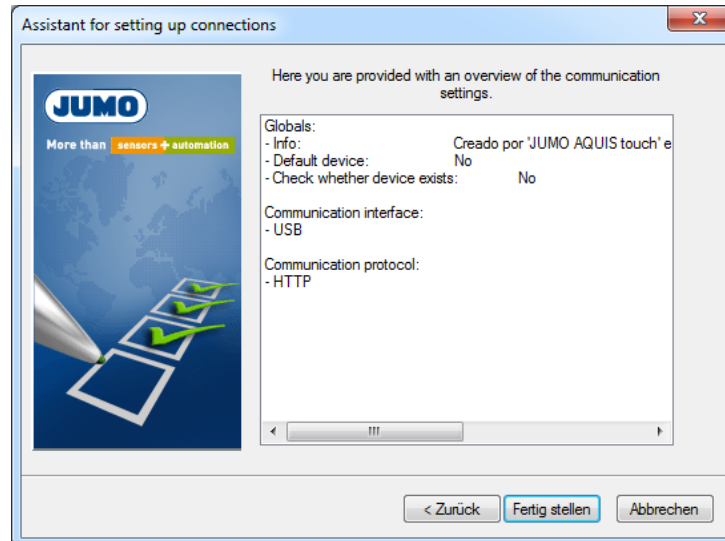 Assistant for setting up connections
JUMO
More than sensors + automation
Here you are provided with an overview of the communication
settings.
Globals:
- Info: Creado por 'JUMO AQUIS touch' e
- Default device: No
- Check whether device exists: No
Communication interface:
- USB
Communication protocol:
- HTTP
< Zurück Fertig stellen Abbrechen